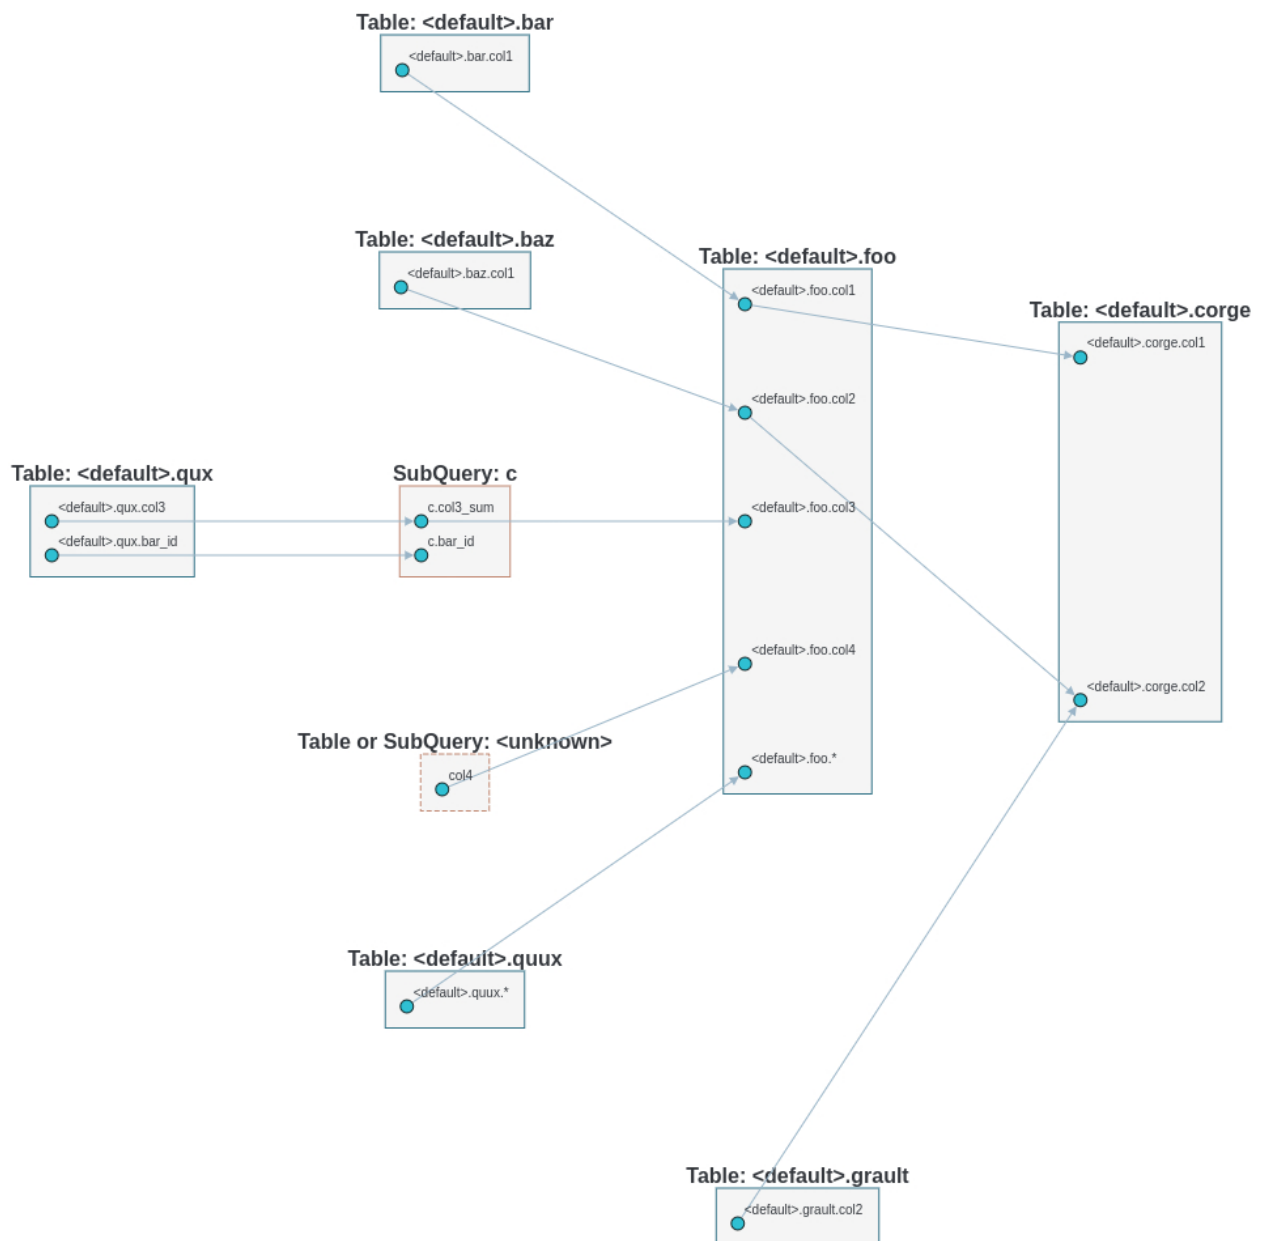 Table: <default>.bar
<default>.bar.col1
Table: <default>.baz
<default>.baz.col1
Table: <default>.foo
<default>.foo.col1
<default>.foo.col2
<default>.foo.col3
<default>.foo.col4
<default>.foo.*
Table: <default>.corge
<default>.corge.col1
<default>.corge.col2
Table: <default>.qux
<default>.qux.col3
<default>.qux.bar_id
SubQuery: c
c.col3_sum
c.bar_id
Table or SubQuery: <unknown>
col4
Table: <default>.quux
<default>.quux.*
Table: <default>.grault
<default>.grault.col2